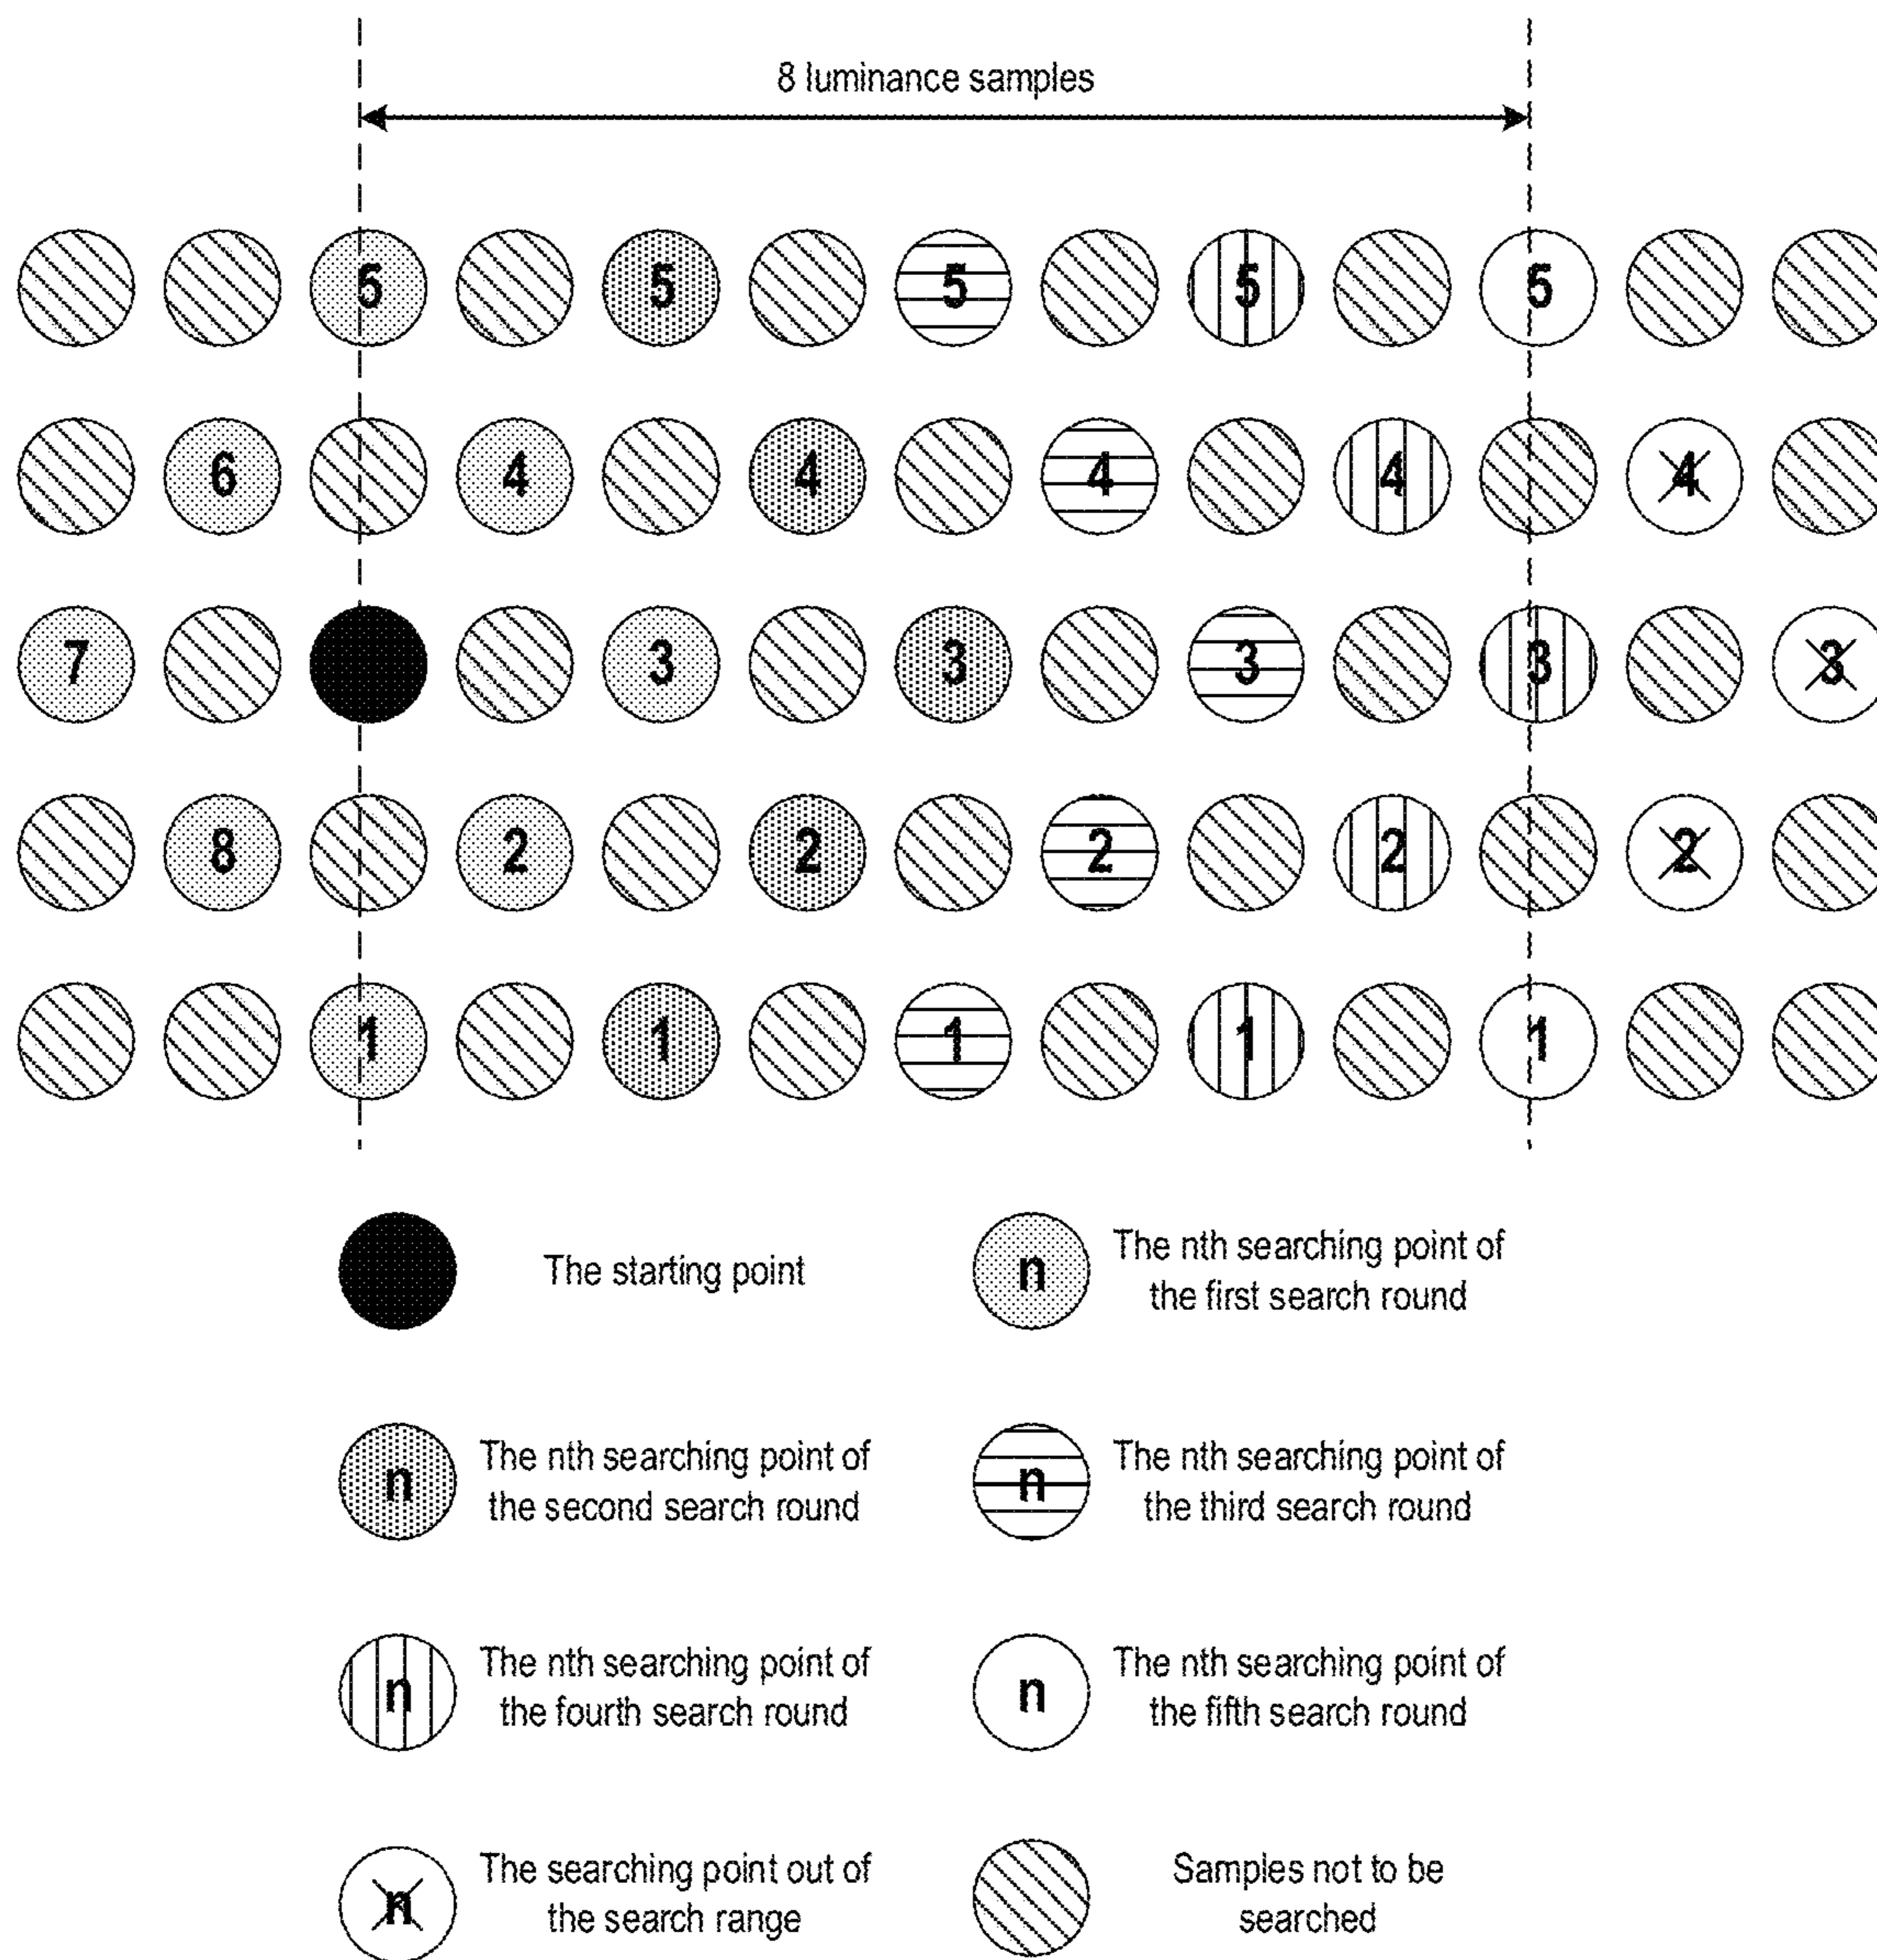 8 luminance samples
5 5 5 5 5
6 4 4 4 4 4
7 3 3 3 3 3
8 2 2 2 2 2
1 1 1 1 1
The starting point
n
The nth searching point of
the first search round
n
The nth searching point of
the second search round
n
The nth searching point of
the third search round
n
The nth searching point of
the fourth search round
n
The nth searching point of
the fifth search round
n
The searching point out of
the search range
Samples not to be
searched